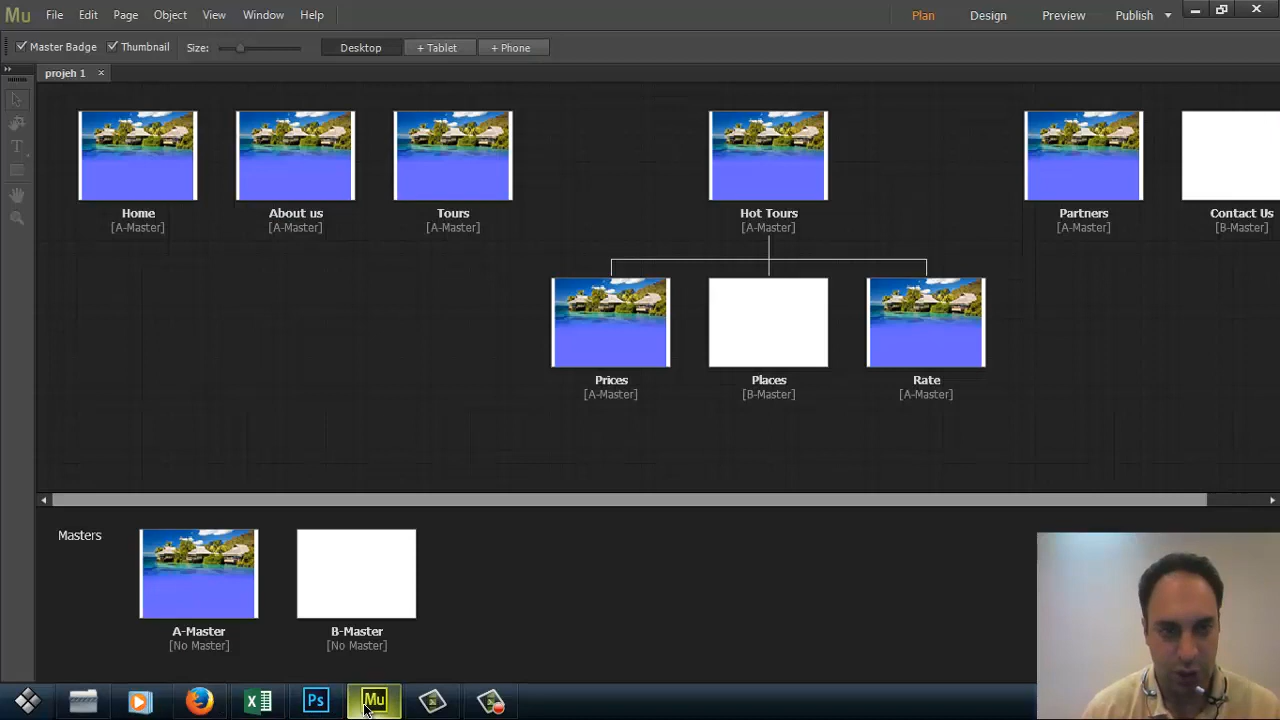 Mu File Edit Page Object View Window Help Plan Design Preview Publish
Master Badge Thumbnail Size: Desktop + Tablet + Phone
projeh 1
Home About us Tours Hot Tours Partners Contact Us
[A-Master] [A-Master] [A-Master] [A-Master] [A-Master] [B-Master]
Prices Places Rate
[A-Master] [B-Master] [A-Master]
Masters
A-Master B-Master
[No Master] [No Master]
Ps Mu